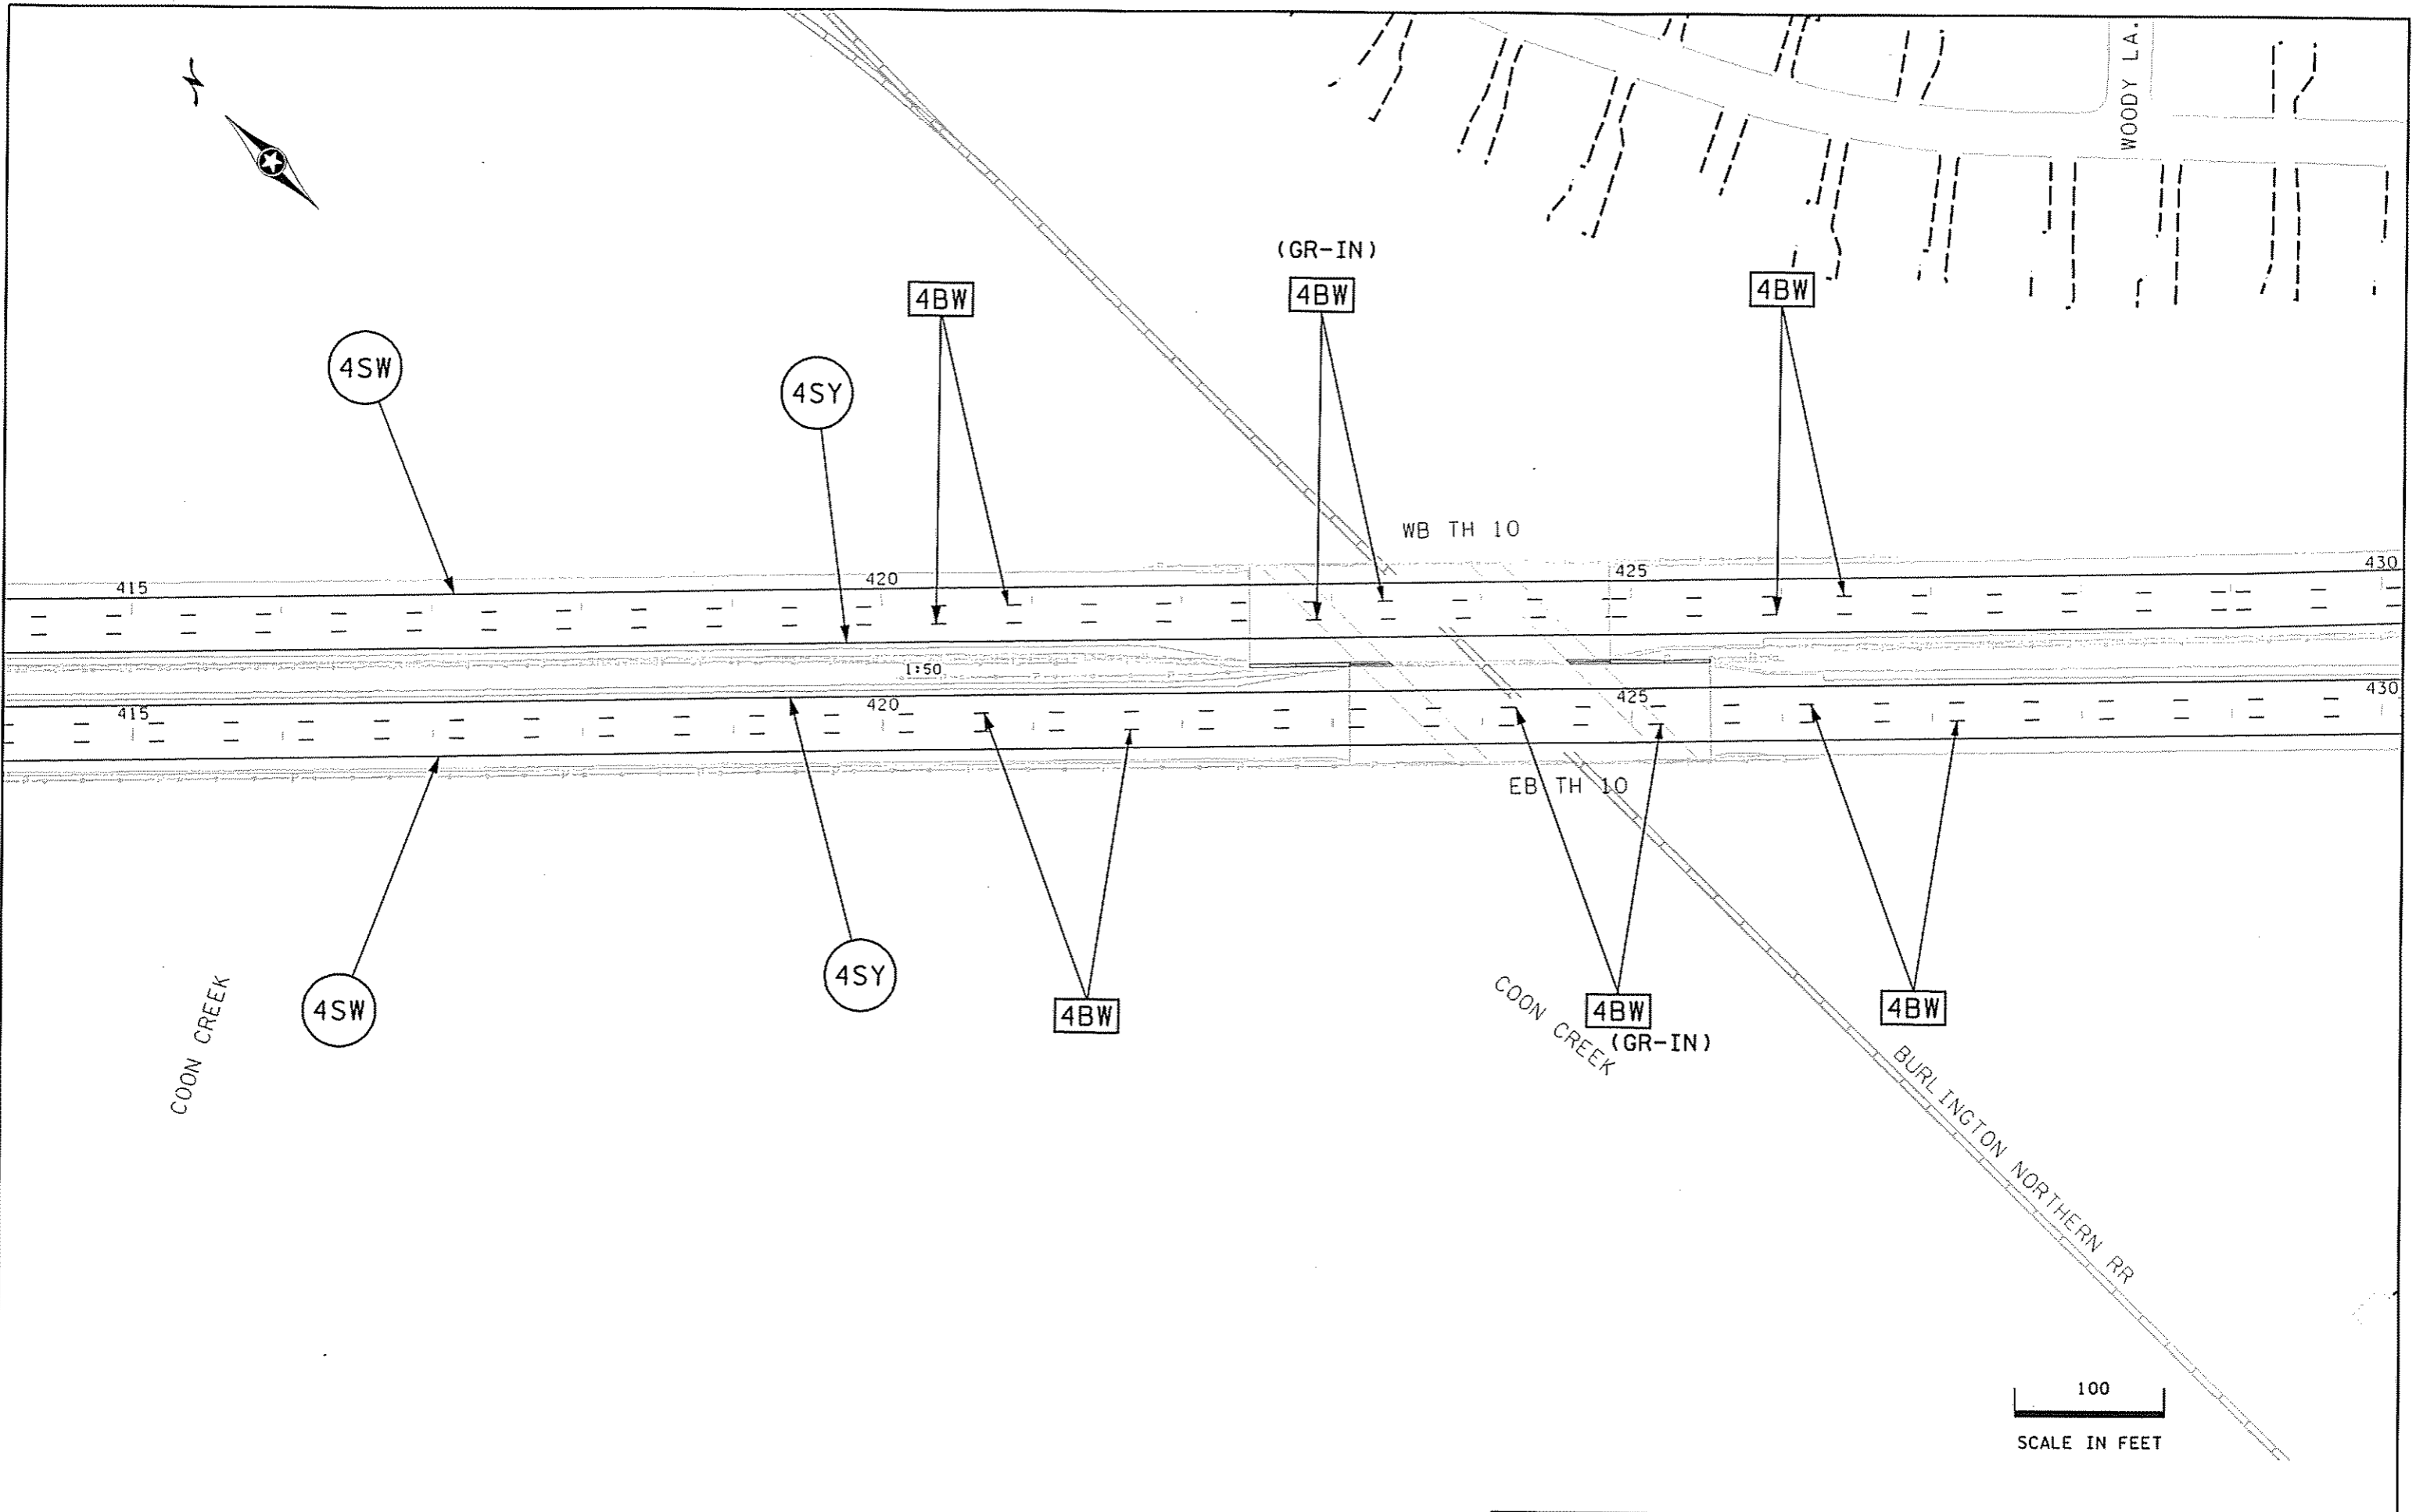 WOODY LA.
(GR-IN)
4BW
4BW
4BW
4SW
4SY
WB TH 10
415
420
425
430
1:50
415
420
425
430
EB TH 10
4SW
4SY
4BW
4BW
(GR-IN)
4BW
COON CREEK
COON CREEK
BURLINGTON NORTHERN RR
100
SCALE IN FEET